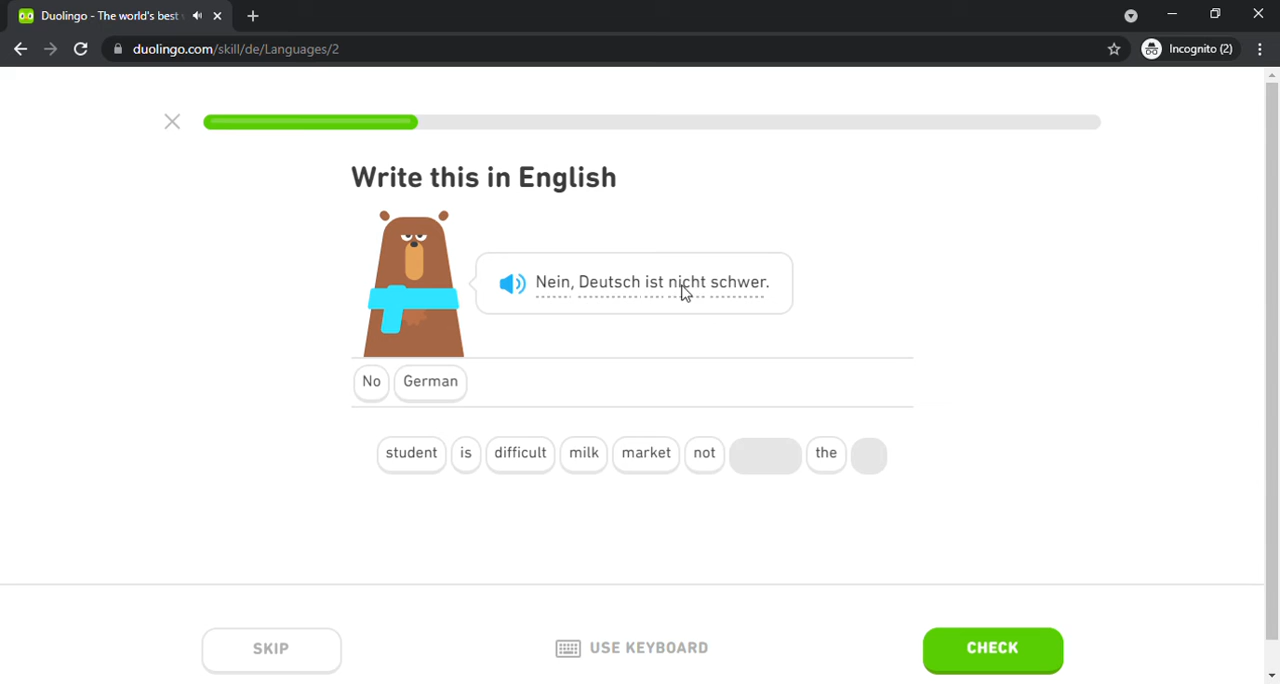 Duolingo - The world's best
duolingo.com/skill/de/Languages/2
Incognito (2)
Write this in English
Nein, Deutsch ist nicht schwer.
No German
student is difficult milk market not the
SKIP
USE KEYBOARD
CHECK